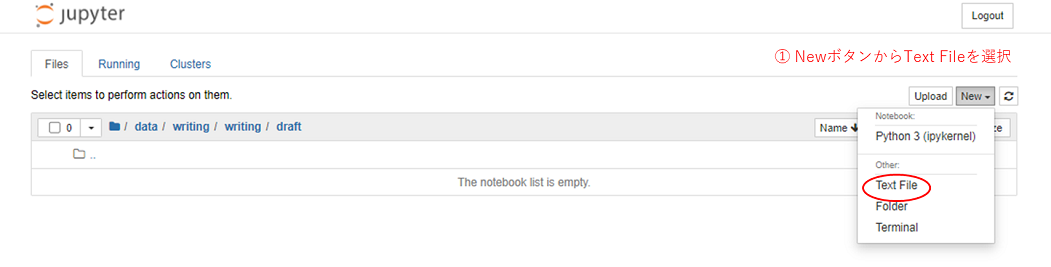 jupyter
Logout
Files Running Clusters
① NewボタンからText Fileを選択
Select items to perform actions on them.
Upload New
0 / data / writing / writing / draft
Name
Notebook:
Python 3 (ipykernel)
..
Other:
The notebook list is empty.
Text File
Folder
Terminal